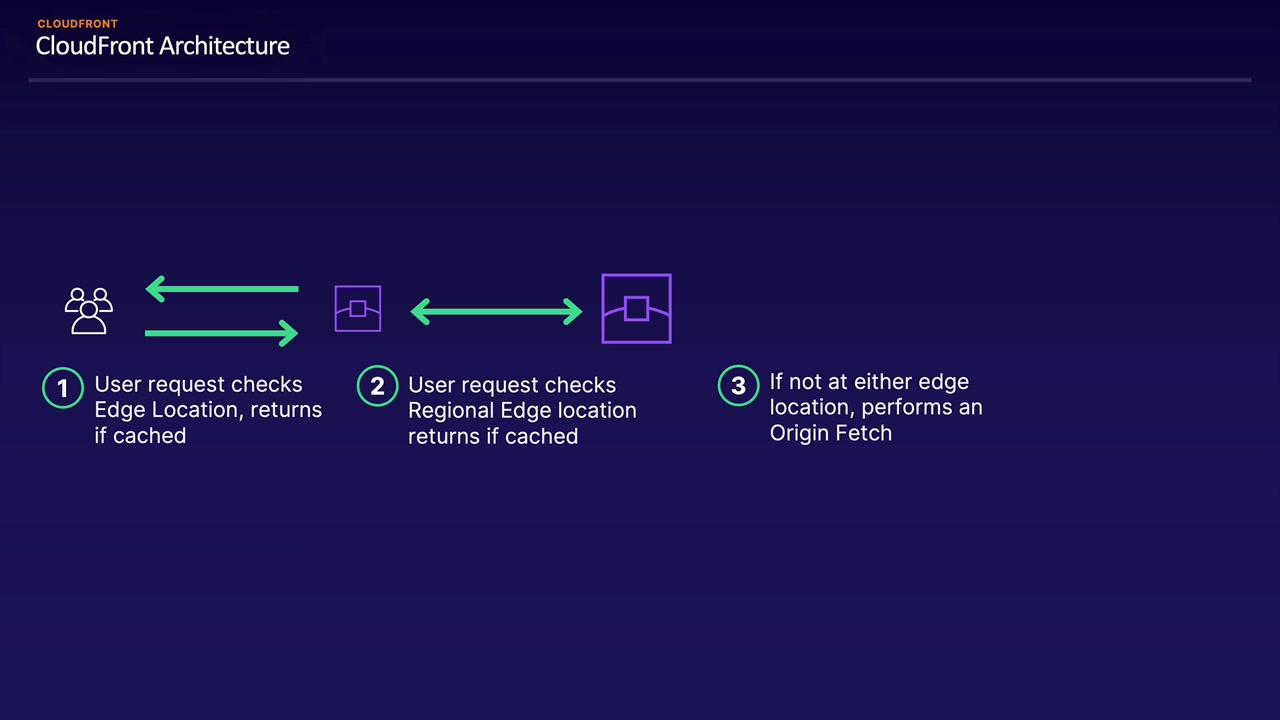 CLOUDFRONT
CloudFront Architecture
1
User request checks
Edge Location, returns
if cached
2
User request checks
Regional Edge location
returns if cached
3
If not at either edge
location, performs an
Origin Fetch